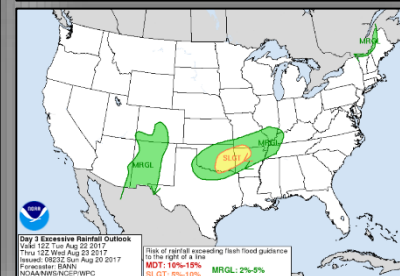 MRGL
MRGL
SLGT
MRGL
NOAA
Day 3 Excessive Rainfall Outlook
Valid 12Z Tue Aug 22 2017
Thru 12Z Wed Aug 23 2017
Issued: 0823Z Sun Aug 20 2017
Forecaster: BANN
NOAA/NWS/NCEP/WPC
Risk of rainfall exceeding flash flood guidance
to the right of a line
MDT: 10%-15%
SLGT: 5%-10%
MRGL: 2%-5%